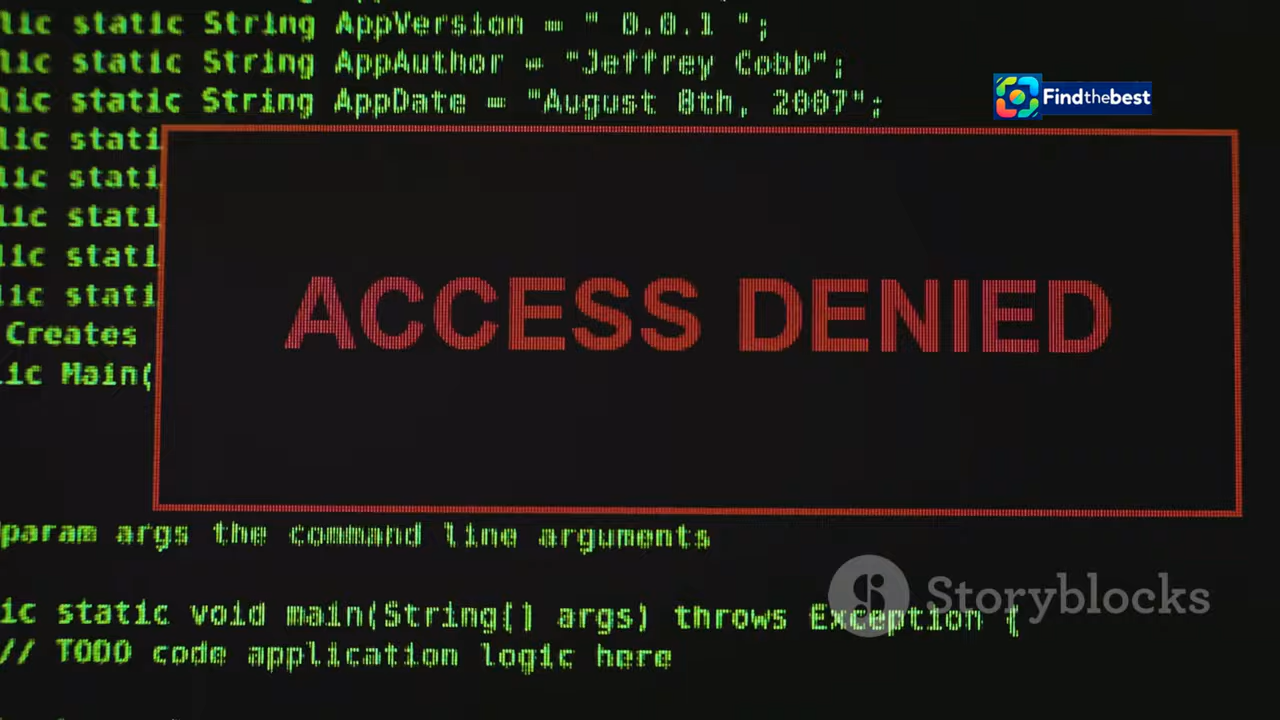 lic static String AppVersion = " 0.0.1 ";
lic static String AppAuthor = "Jeffrey Cobb";
lic static String AppDate = "August 8th, 2007";
Findthebest
lic stati
lic stati
lic stati
lic stati
lic stati
Creates
lic Main(
ACCESS DENIED
param args the command line arguments
Storyblocks
ic static void main(String[] args) throws Exception {
// TODO code application logic here